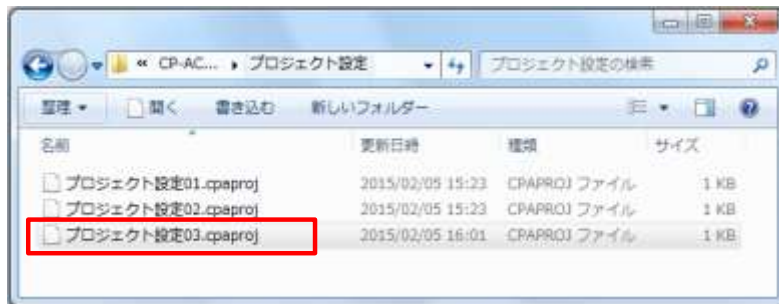 « CP-AC... ▸ プロジェクト設定 プロジェクト設定の検索
整理 ▼ 開く 書き込む 新しいフォルダー
名前 更新日時 種類 サイズ
プロジェクト設定01.cpaproj 2015/02/05 15:23 CPAPROJ ファイル 1 KB
プロジェクト設定02.cpaproj 2015/02/05 15:23 CPAPROJ ファイル 1 KB
プロジェクト設定03.cpaproj 2015/02/05 16:01 CPAPROJ ファイル 1 KB